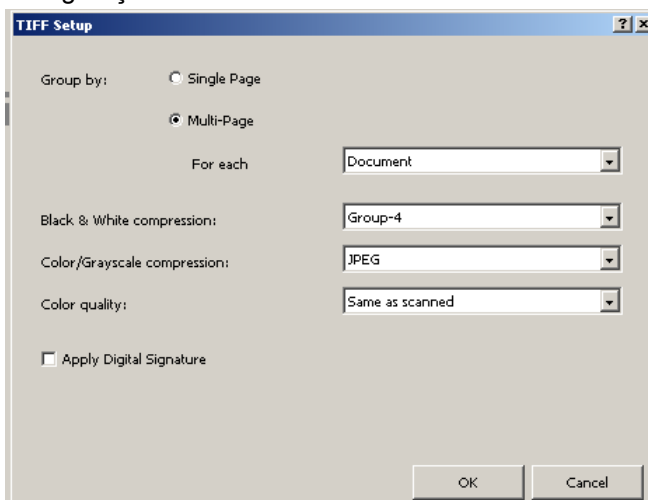 TIFF Setup
Group by: Single Page
Multi-Page
For each Document
Black & White compression: Group-4
Color/Grayscale compression: JPEG
Color quality: Same as scanned
Apply Digital Signature
OK Cancel